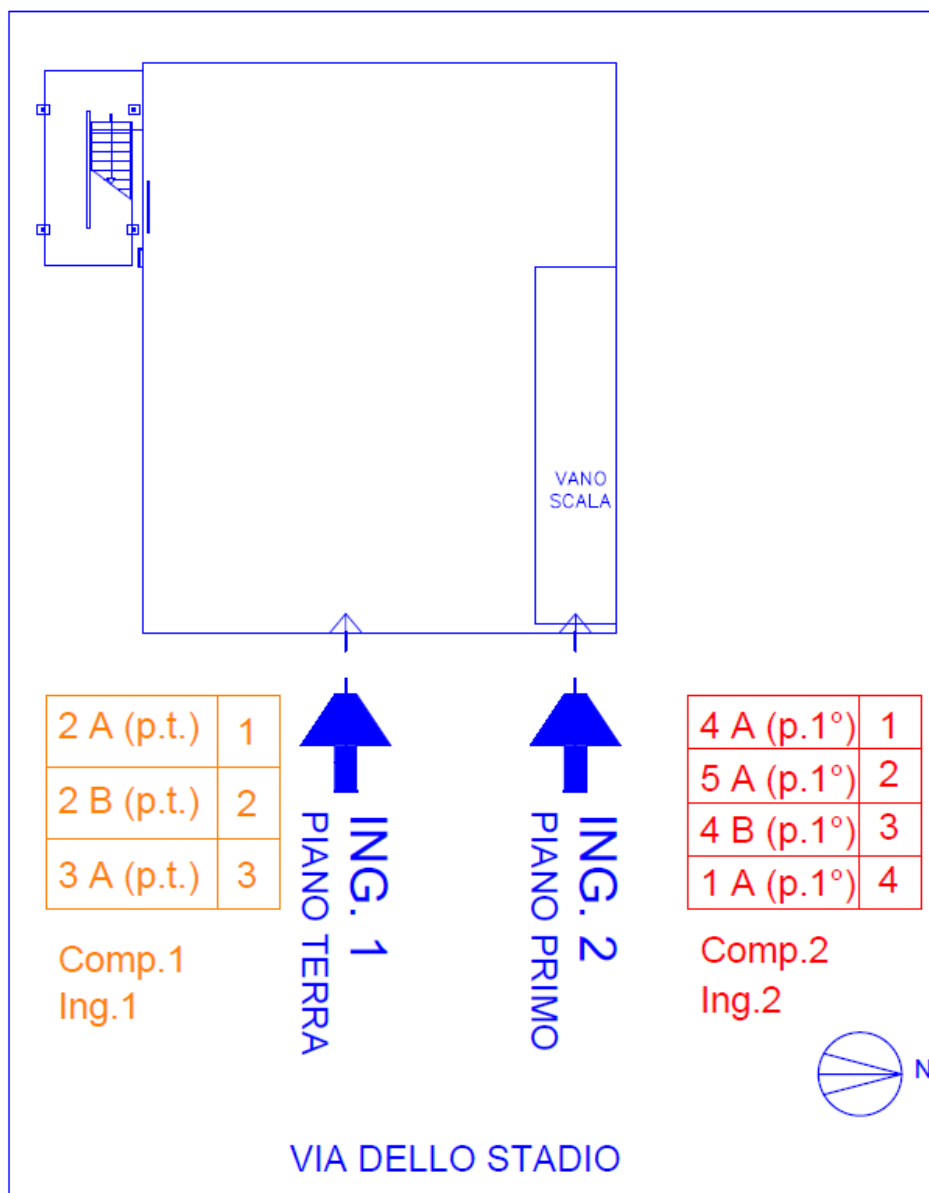 VANO
SCALA
2 A (p.t.) 1
2 B (p.t.) 2
3 A (p.t.) 3
Comp.1
Ing.1
ING. 1
PIANO TERRA
ING. 2
PIANO PRIMO
4 A (p.1°) 1
5 A (p.1°) 2
4 B (p.1°) 3
1 A (p.1°) 4
Comp.2
Ing.2
N
VIA DELLO STADIO